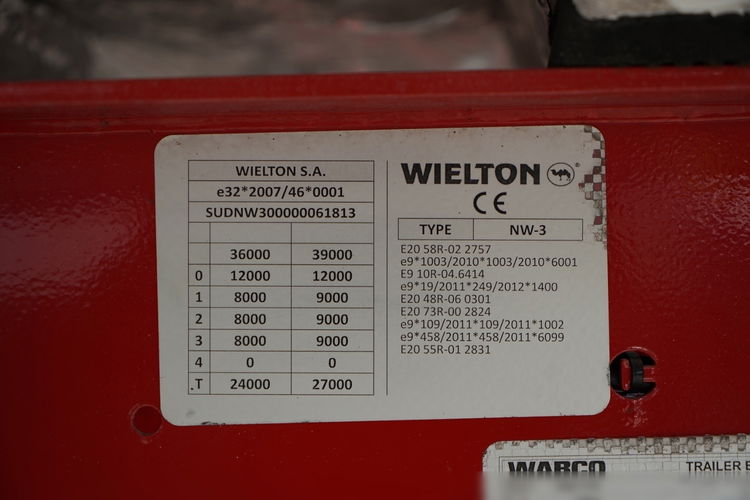 WIELTON S.A.
e32*2007/46*0001
SUDNW300000061813
36000 39000
0 12000 12000
1 8000 9000
2 8000 9000
3 8000 9000
4 0 0
.T 24000 27000
WIELTON ®
CE
TYPE NW-3
E20 58R-02 2757
e9*1003/2010*1003/2010*6001
E9 10R-04.6414
e9*19/2011*249/2012*1400
E20 48R-06 0301
E20 73R-00 2824
e9*109/2011*109/2011*1002
e9*458/2011*458/2011*6099
E20 55R-01 2831
WABCO TRAILER E